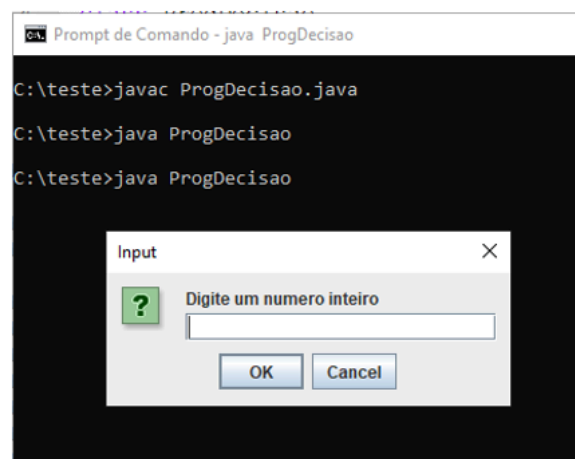 Prompt de Comando - java ProgDecisao
C:\teste>javac ProgDecisao.java
C:\teste>java ProgDecisao
C:\teste>java ProgDecisao
Input
?
Digite um numero inteiro
OK Cancel